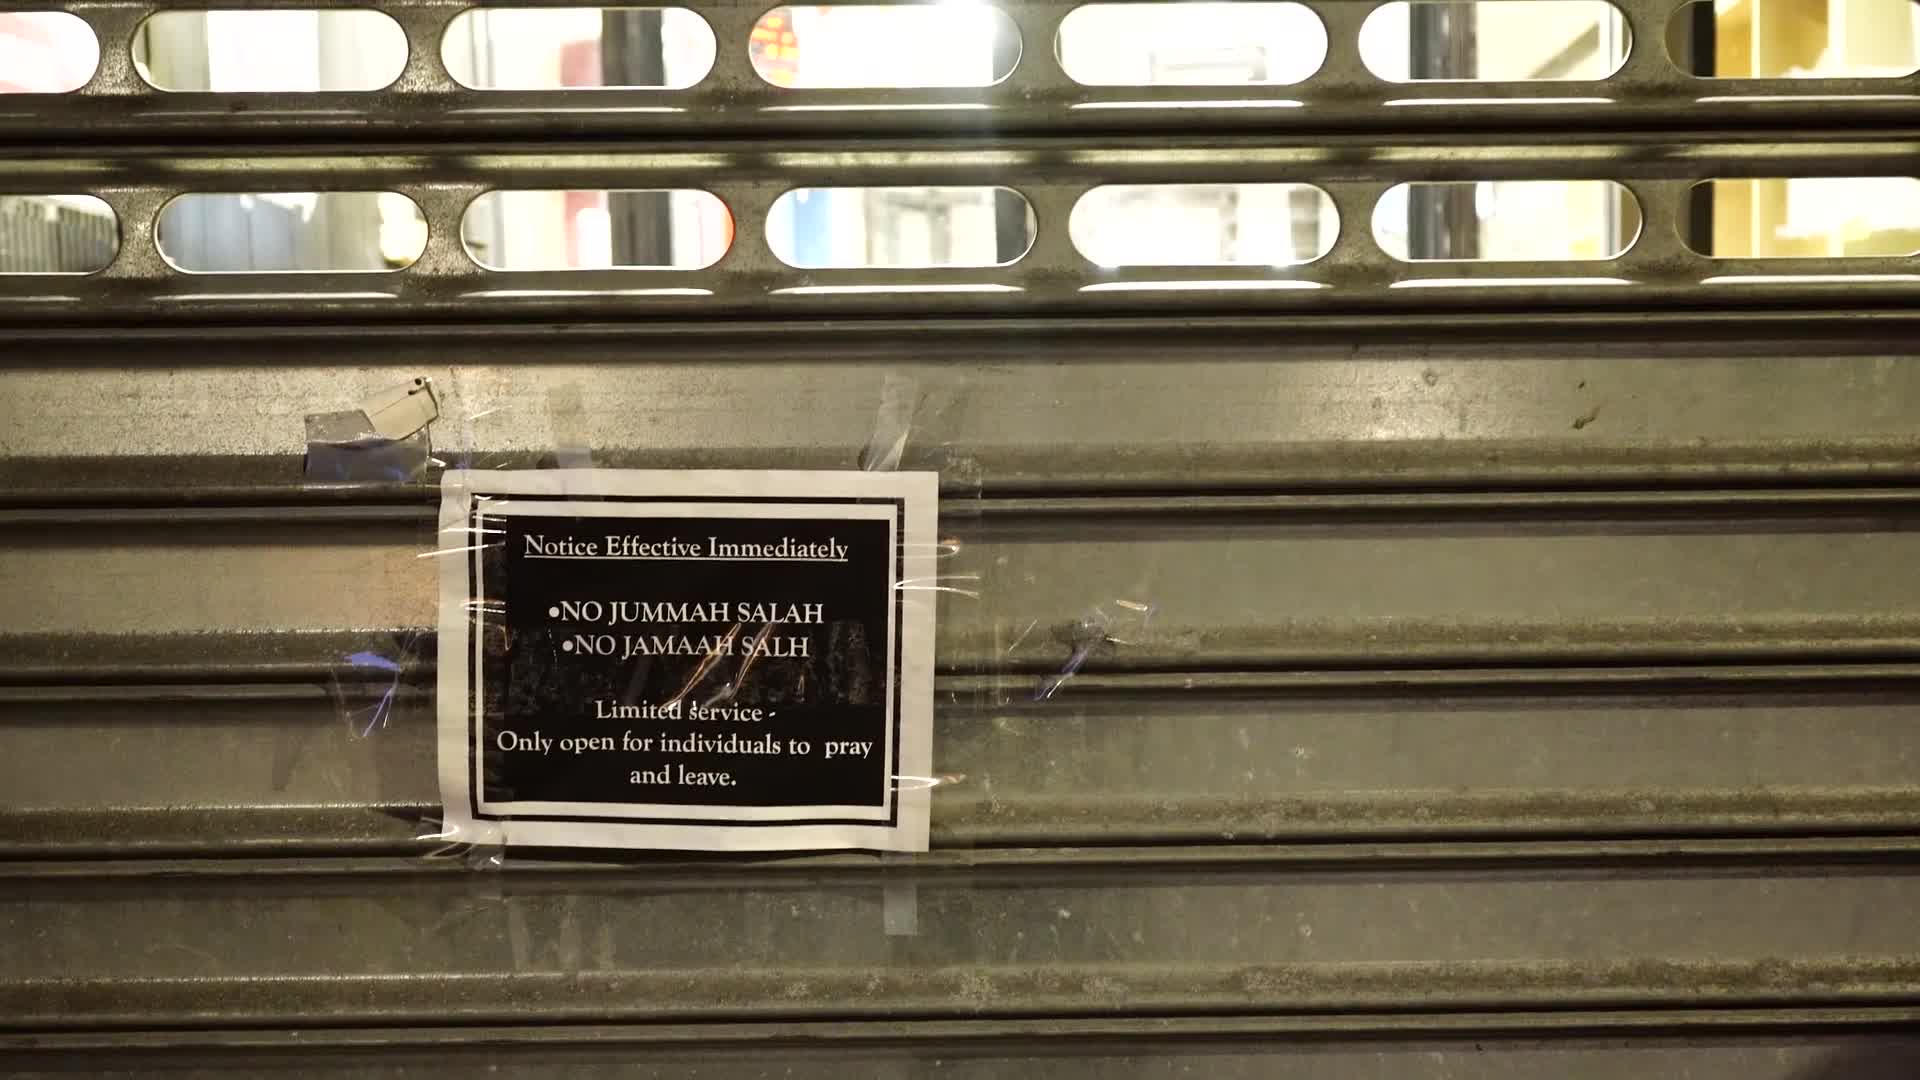 Notice Effective Immediately
•NO JUMMAH SALAH
•NO JAMAAH SALH
Limited service -
Only open for individuals to pray
and leave.